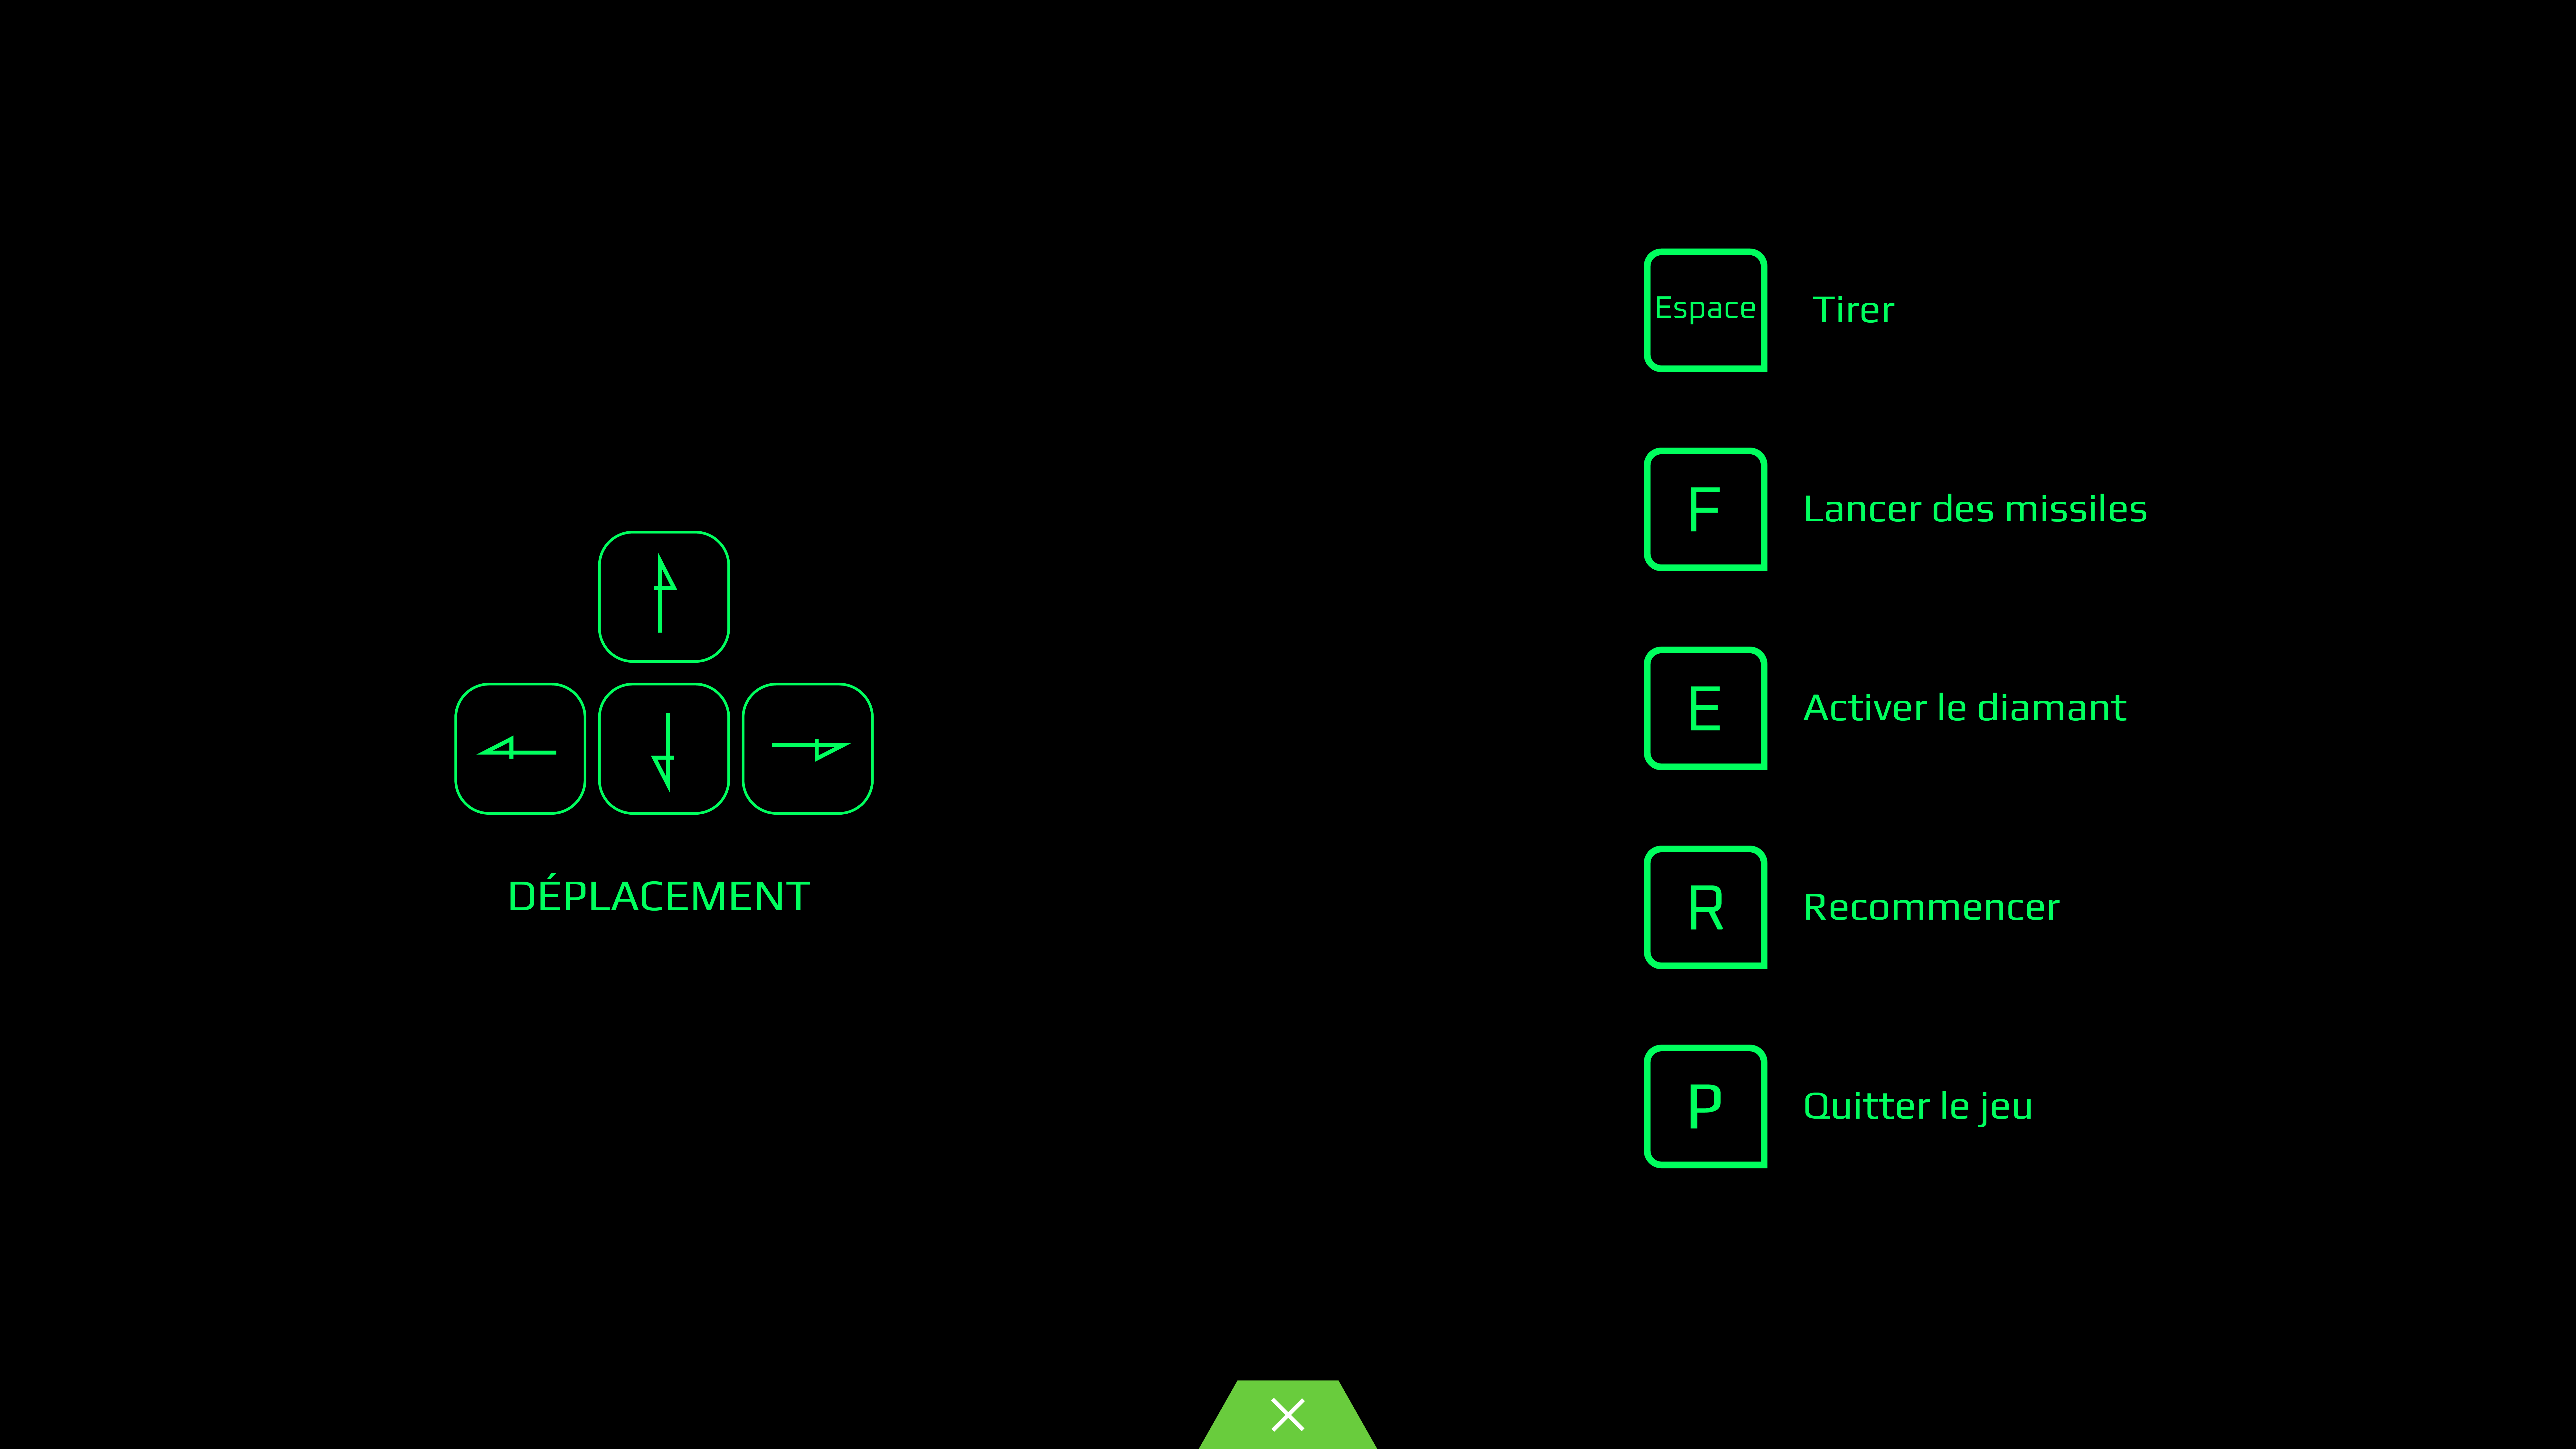 DÉPLACEMENT
Espace Tirer
F Lancer des missiles
E Activer le diamant
R Recommencer
P Quitter le jeu